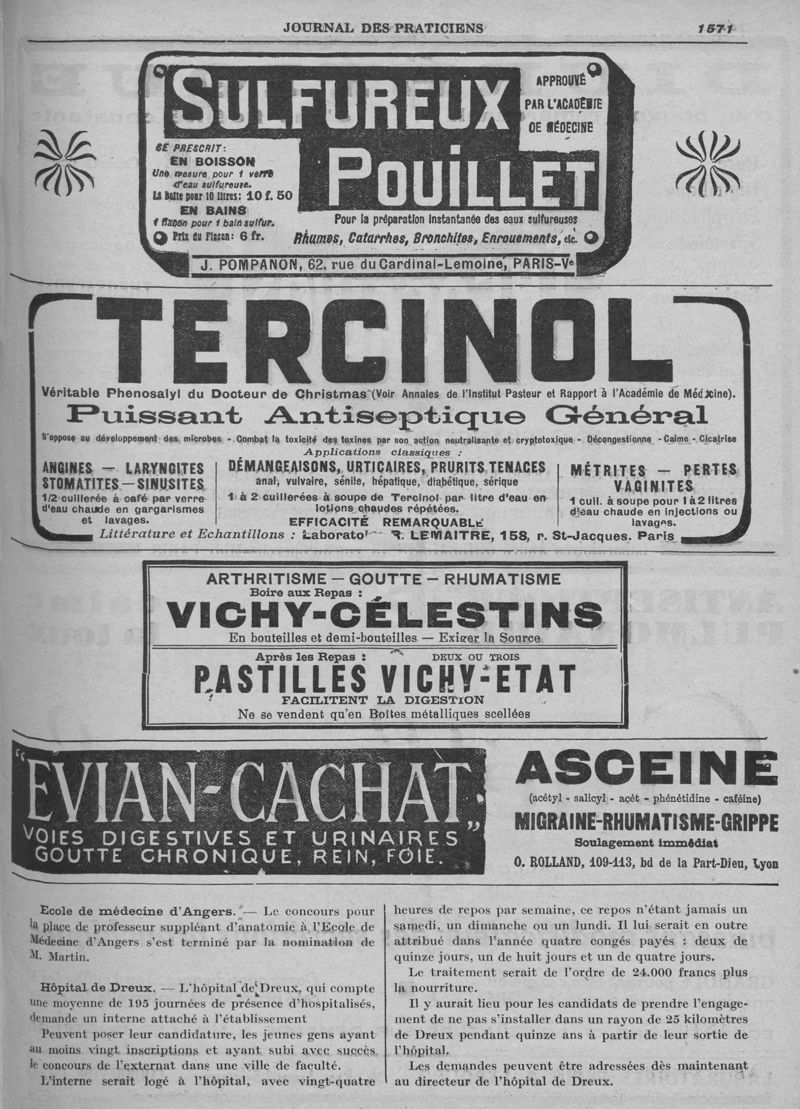 JOURNAL DES PRATICIENS 1571
"SULFUREUX
POUILLET"
APPROUVÉ
PAR L'ACADÉMIE
DE MÉDECINE
SE PRESCRIT:
EN BOISSON
Une mesure pour 1 verre
d'eau sulfureuse.
La Boîte pour 10 litres: 10 f. 50
EN BAINS
1 flacon pour 1 bain sulfur.
Prix du Flacon: 6 fr.
Pour la préparation instantanée des eaux sulfureuses
Rhumes, Catarrhes, Bronchites, Enrouements, etc.
J. POMPANON, 62, rue du Cardinal-Lemoine, PARIS-Ve
TERCINOL
Véritable Phenosalyl du Docteur de Christmas (Voir Annales de l'Institut Pasteur et Rapport à l'Académie de Médecine).
Puissant Antiseptique Général
S'oppose au développement des microbes - Combat la toxicité des toxines par son action neutralisante et cryptotoxique - Décongestionne - Calme - Cicatrise
Applications classiques :
ANGINES — LARYNGITES
STOMATITES — SINUSITES
1/2 cuillerée à café par verre
d'eau chaude en gargarismes
et lavages.
DÉMANGEAISONS, URTICAIRES, PRURITS TENACES
anal, vulvaire, sénile, hépatique, diabétique, sérique
1 à 2 cuillerées à soupe de Tercinol par litre d'eau en
lotions chaudes répétées.
EFFICACITÉ REMARQUABLE
MÉTRITES — PERTES
VAGINITES
1 cuil. à soupe pour 1 à 2 litres
d'eau chaude en injections ou
lavages.
Littérature et Echantillons : Laborato R. LEMAITRE, 158, r. St-Jacques. Paris
ARTHRITISME — GOUTTE — RHUMATISME
Boire aux Repas :
VICHY-CÉLESTINS
En bouteilles et demi-bouteilles — Exiger la Source
Après les Repas : DEUX OU TROIS
PASTILLES VICHY-ETAT
FACILITENT LA DIGESTION
Ne se vendent qu'en Boîtes métalliques scellées
"EVIAN-CACHAT"
VOIES DIGESTIVES ET URINAIRES
GOUTTE CHRONIQUE, REIN, FOIE.
ASCEINE
(acétyl - salicyl - acét - phénétidine - caféine)
MIGRAINE-RHUMATISME-GRIPPE
Soulagement immédiat
O. ROLLAND, 109-113, bd de la Part-Dieu, Lyon
Ecole de médecine d'Angers. — Le concours pour
la place de professeur suppléant d'anatomie à l'Ecole de
Médecine d'Angers s'est terminé par la nomination de
M. Martin.
Hôpital de Dreux. — L'hôpital de Dreux, qui compte
une moyenne de 195 journées de présence d'hospitalisés,
demande un interne attaché à l'établissement
Peuvent poser leur candidature, les jeunes gens ayant
au moins vingt inscriptions et ayant subi avec succès
le concours de l'externat dans une ville de faculté.
L'interne serait logé à l'hôpital, avec vingt-quatre
heures de repos par semaine, ce repos n'étant jamais un
samedi, un dimanche ou un lundi. Il lui serait en outre
attribué dans l'année quatre congés payés : deux de
quinze jours, un de huit jours et un de quatre jours.
Le traitement serait de l'ordre de 24.000 francs plus
la nourriture.
Il y aurait lieu pour les candidats de prendre l'engage-
ment de ne pas s'installer dans un rayon de 25 kilomètres
de Dreux pendant quinze ans à partir de leur sortie de
l'hôpital.
Les demandes peuvent être adressées dès maintenant
au directeur de l'hôpital de Dreux.